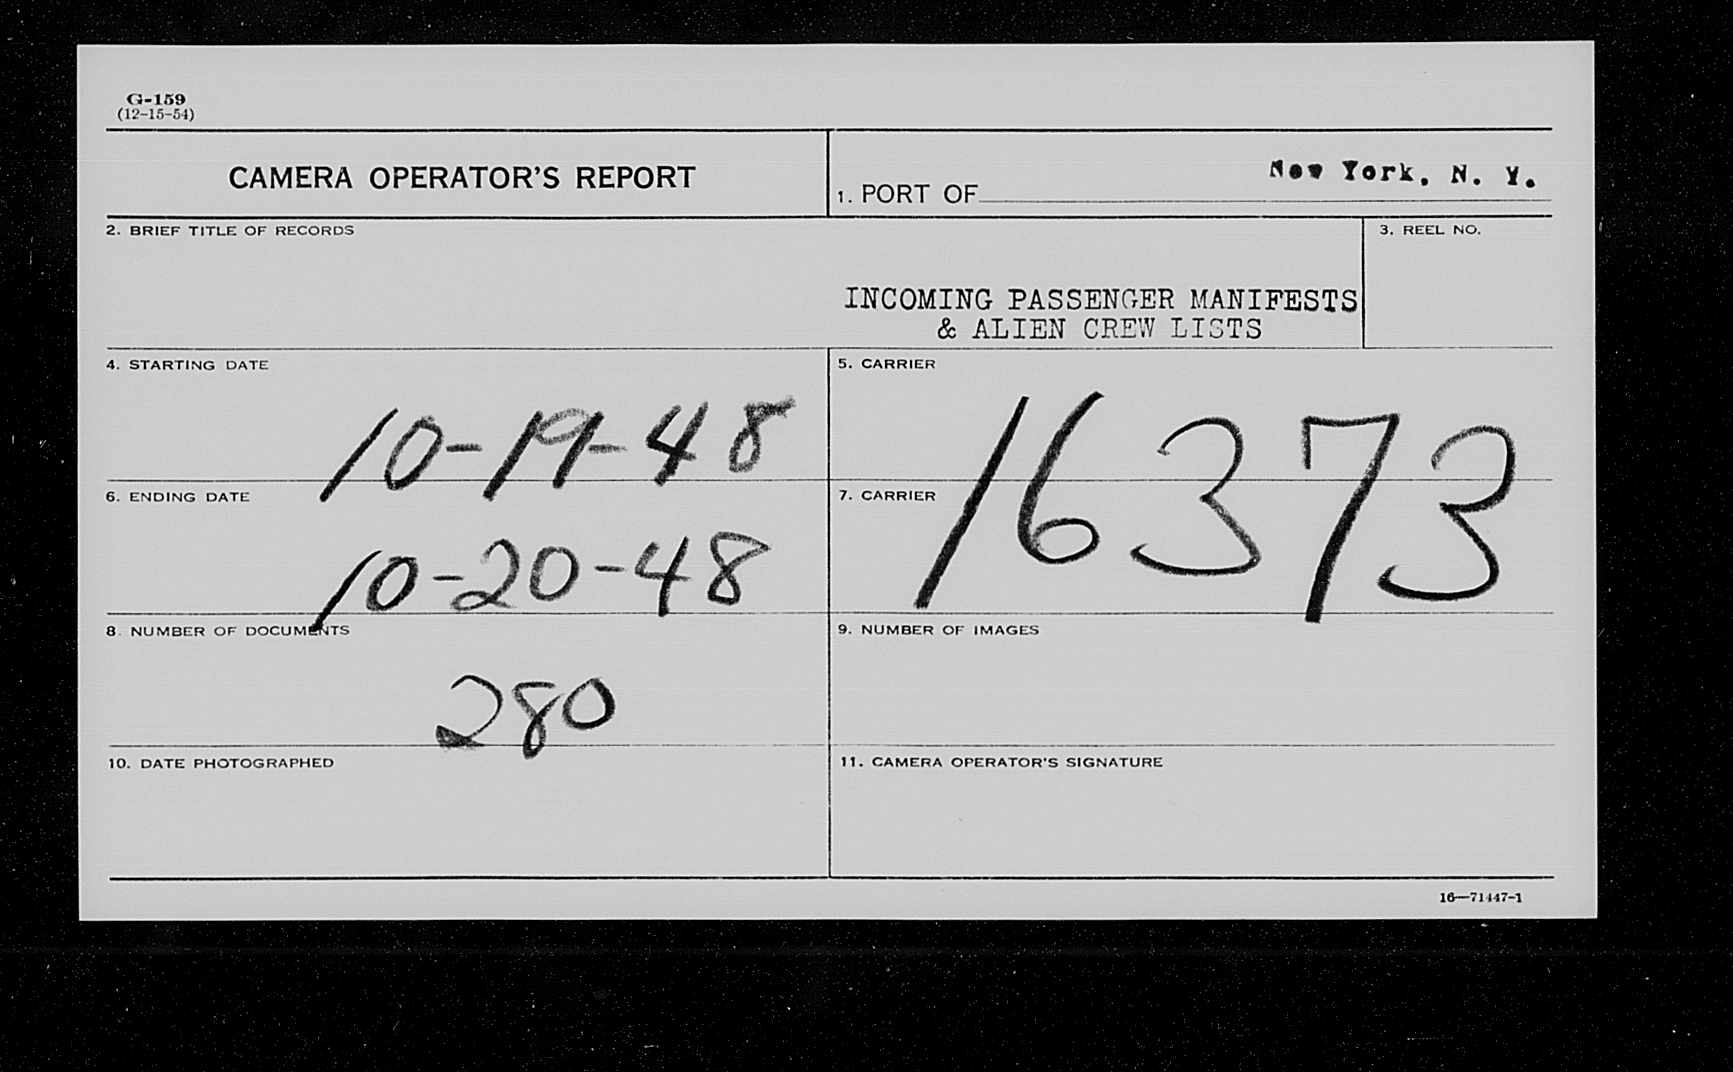 G-159
(12-15-54)
CAMERA OPERATOR'S REPORT
1. PORT OF New York, N. Y.
2. BRIEF TITLE OF RECORDS
3. REEL NO.
INCOMING PASSENGER MANIFESTS
& ALIEN CREW LISTS
4. STARTING DATE
10-19-48
5. CARRIER
16373
6. ENDING DATE
10-20-48
7. CARRIER
8. NUMBER OF DOCUMENTS
280
9. NUMBER OF IMAGES
10. DATE PHOTOGRAPHED
11. CAMERA OPERATOR'S SIGNATURE
16—71447-1